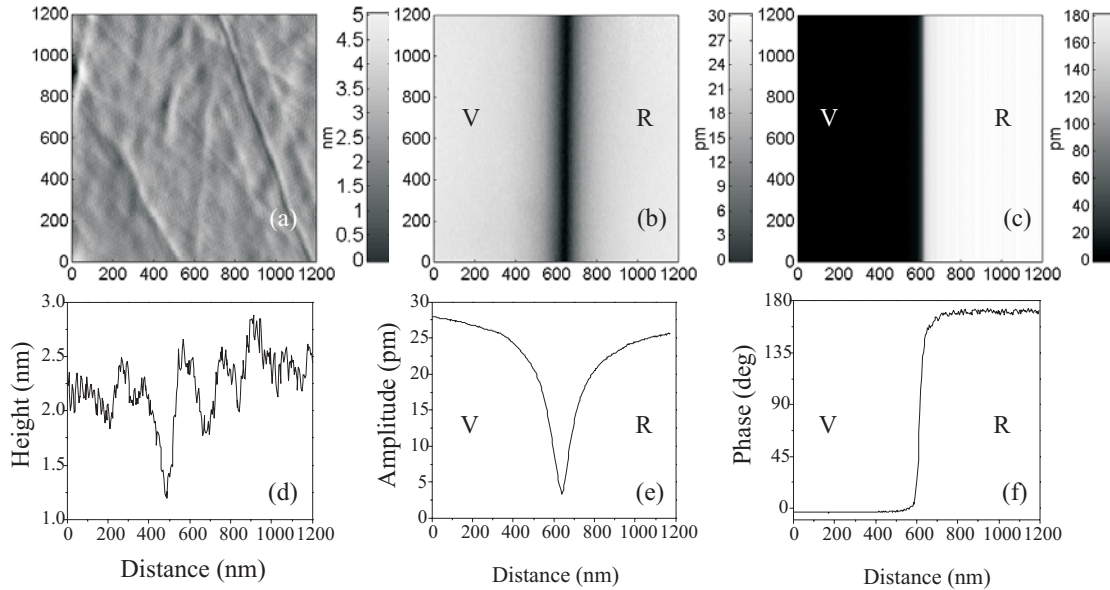 1200
1000
800
600
400
200
0
0 200 400 600 800 1000 1200
(a)
5
4.5
4
3.5
3
2.5
2
1.5
1
0.5
0
nm
1200
1000
800
600
400
200
0
0 200 400 600 800 1000 1200
V R
(b)
30
27
24
21
18
15
12
9
6
3
0
pm
1200
1000
800
600
400
200
0
0 200 400 600 800 1000 1200
V R
(c)
180
160
140
120
100
80
60
40
20
0
pm
3.0
2.5
2.0
1.5
1.0
Height (nm)
0 200 400 600 800 1000 1200
Distance (nm)
(d)
30
25
20
15
10
5
0
Amplitude (pm)
V R
(e)
0 200 400 600 800 1000 1200
Distance (nm)
180
135
90
45
0
Phase (deg)
V R
(f)
0 200 400 600 800 1000 1200
Distance (nm)